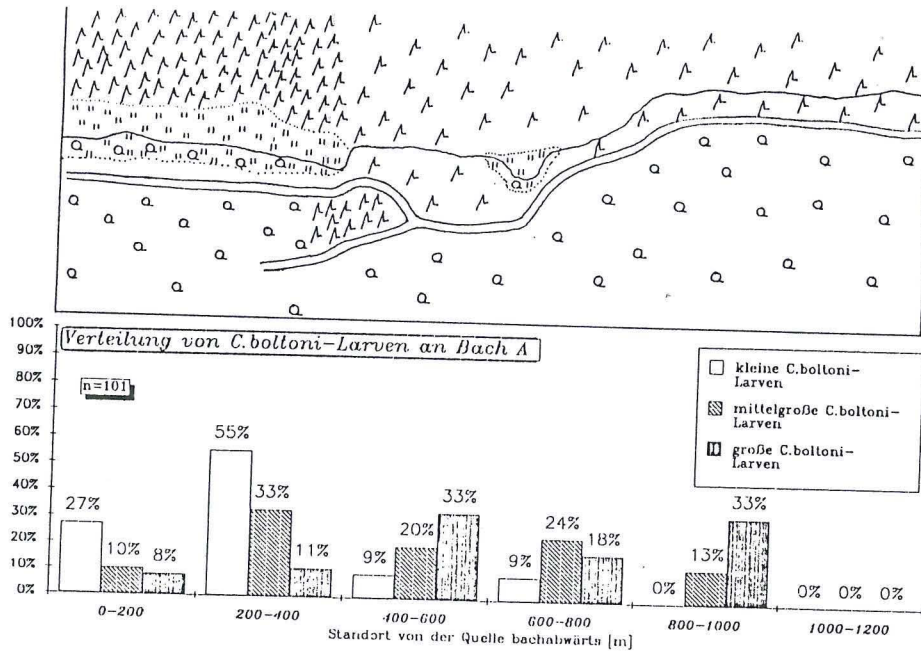 100%
90%
80%
70%
60%
50%
40%
30%
20%
10%
0%
Verteilung von C.boltoni-Larven an Bach A
n=101
kleine C.boltoni-
Larven
mittelgroße C.boltoni-
Larven
große C.boltoni-
Larven
27% 10% 8%
55% 33% 11%
9% 20% 33%
9% 24% 18%
0% 13% 33%
0% 0% 0%
0-200 200-400 400-600 600-800 800-1000 1000-1200
Standort von der Quelle bachabwärts [m]